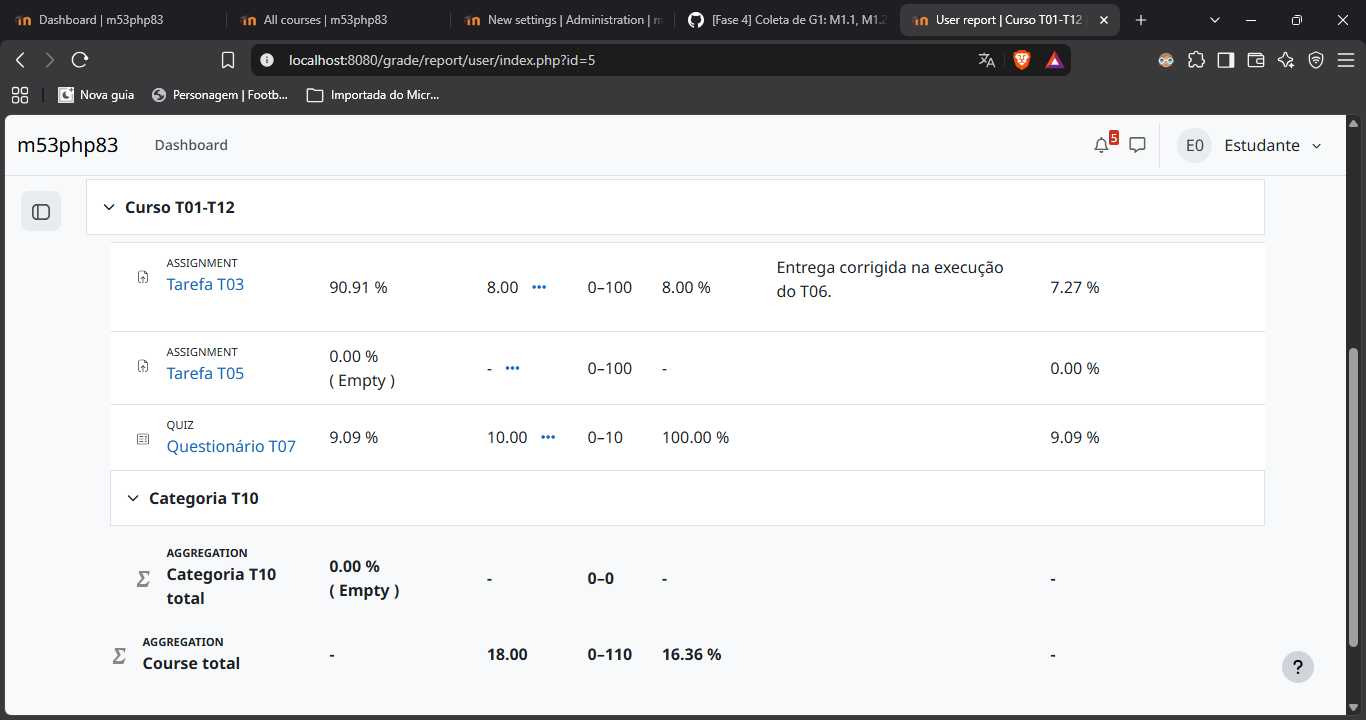 Dashboard | m53php83
All courses | m53php83
New settings | Administration | m
[Fase 4] Coleta de G1: M1.1, M1.2
User report | Curso T01-T12
localhost:8080/grade/report/user/index.php?id=5
Nova guia
Personagem | Footb...
Importada do Micr...
m53php83
Dashboard
5
E0
Estudante
Curso T01-T12
ASSIGNMENT
Tarefa T03
90.91 %
8.00
0–100
8.00 %
Entrega corrigida na execução
do T06.
7.27 %
ASSIGNMENT
Tarefa T05
0.00 %
( Empty )
-
0–100
-
0.00 %
QUIZ
Questionário T07
9.09 %
10.00
0–10
100.00 %
9.09 %
Categoria T10
AGGREGATION
Categoria T10
total
0.00 %
( Empty )
-
0–0
-
-
AGGREGATION
Course total
-
18.00
0–110
16.36 %
-
?